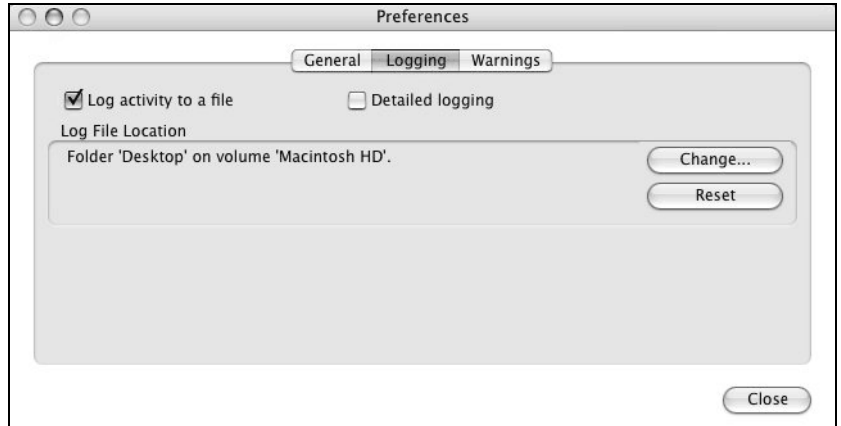 Preferences
General Logging Warnings
Log activity to a file Detailed logging
Log File Location
Folder 'Desktop' on volume 'Macintosh HD'. Change...
Reset
Close